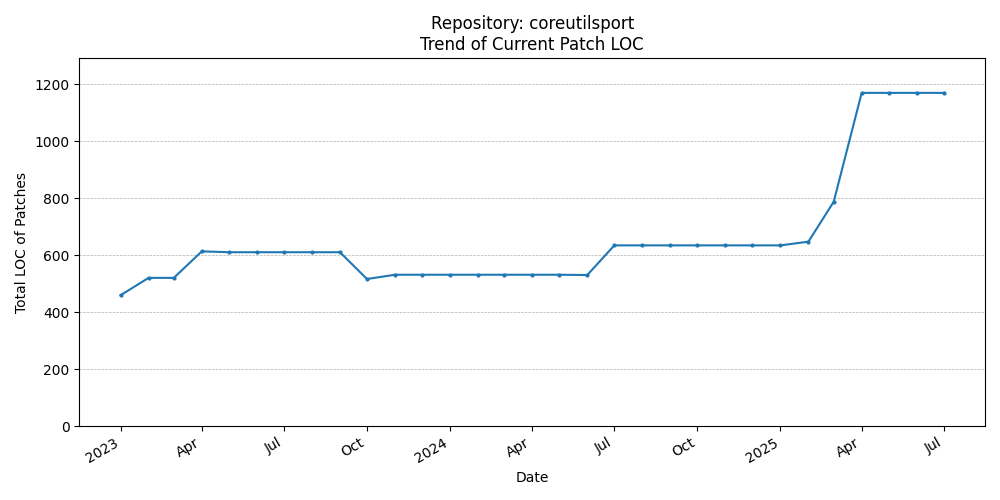 Repository: coreutilsport
Trend of Current Patch LOC
Total LOC of Patches
1200
1000
800
600
400
200
0
2023
Apr
Jul
Oct
2024
Apr
Jul
Oct
2025
Apr
Jul
Date